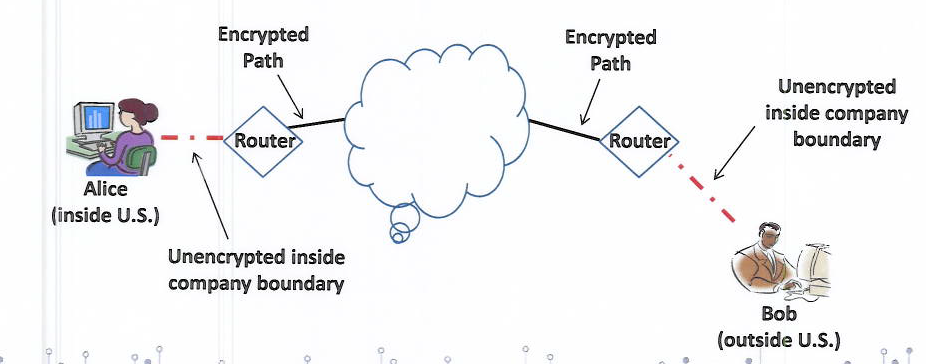 Encrypted
Path
Encrypted
Path
Unencrypted
inside company
boundary
Router
Router
Alice
(inside U.S.)
Unencrypted inside
company boundary
Bob
(outside U.S.)